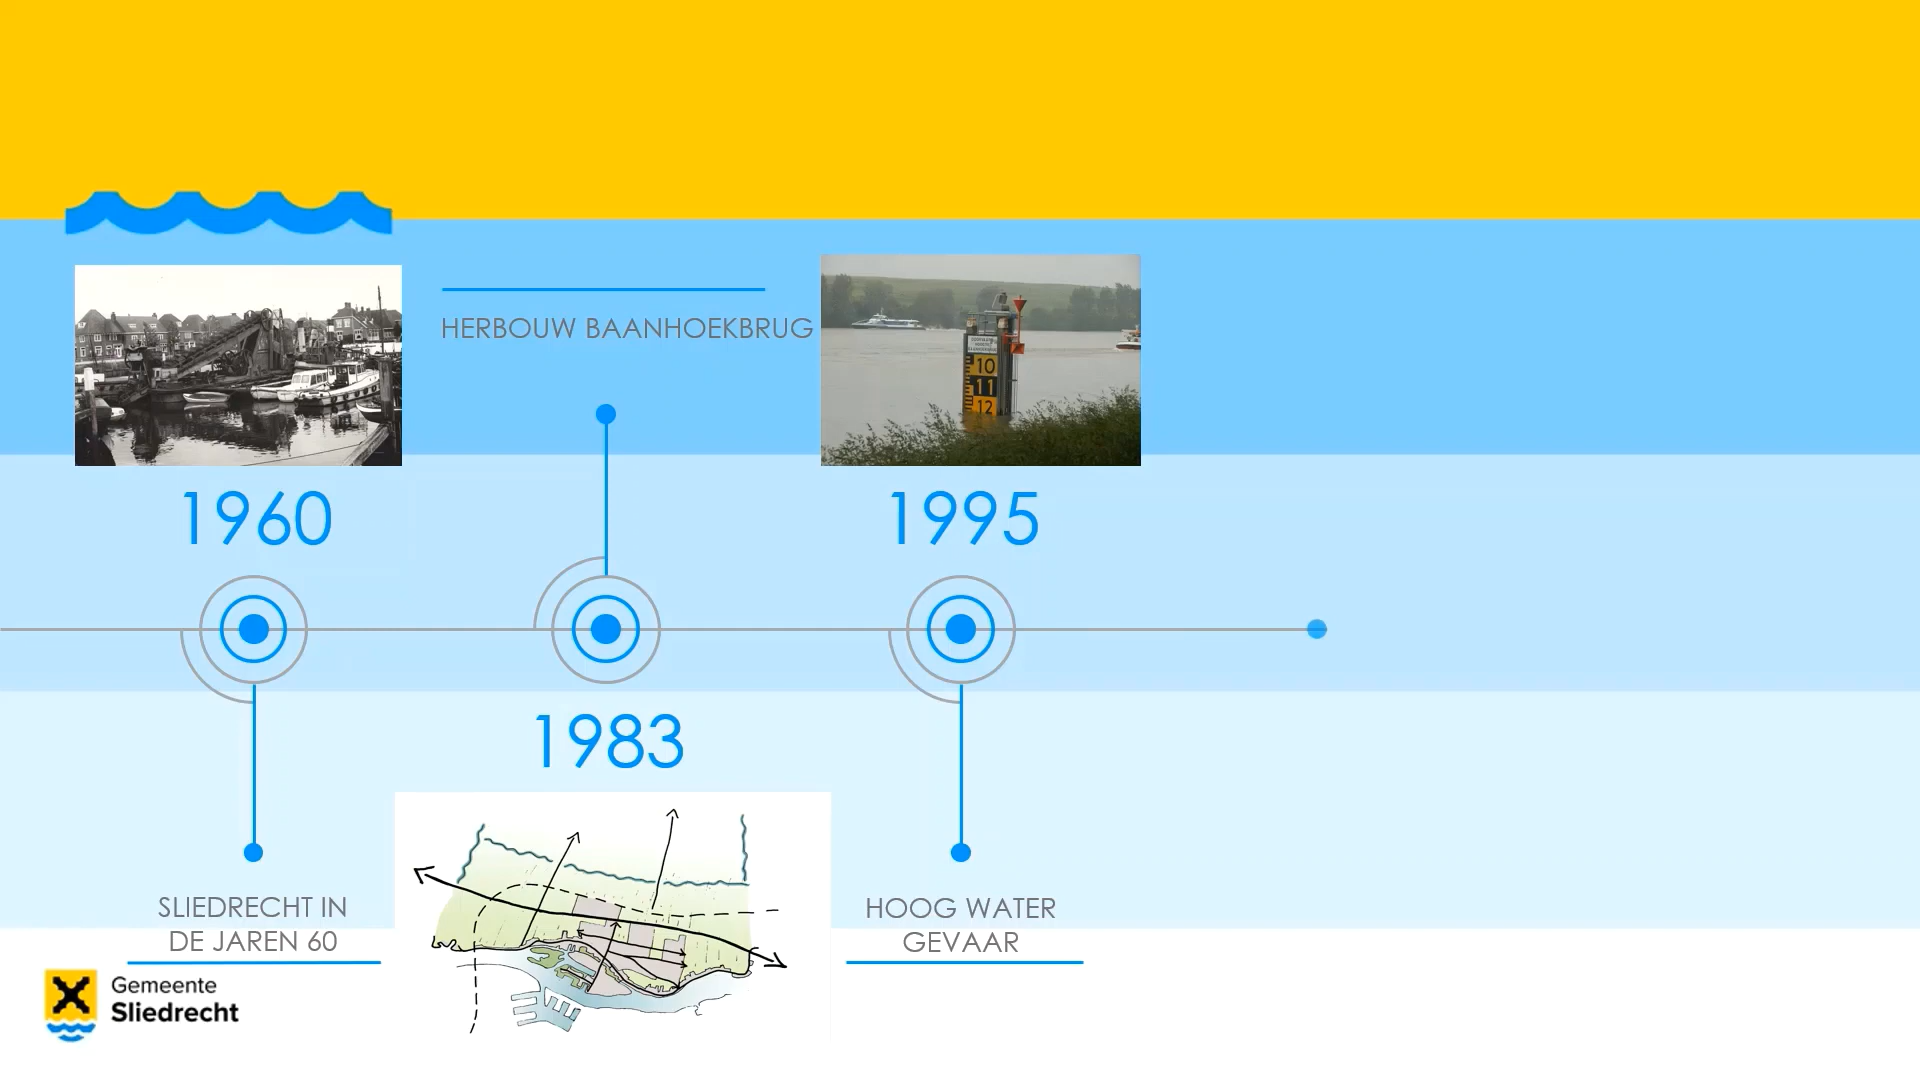 HERBOUW BAANHOEKBRUG
10
11
12
1960
1995
1983
SLIEDRECHT IN
DE JAREN 60
HOOG WATER
GEVAAR
Gemeente
Sliedrecht